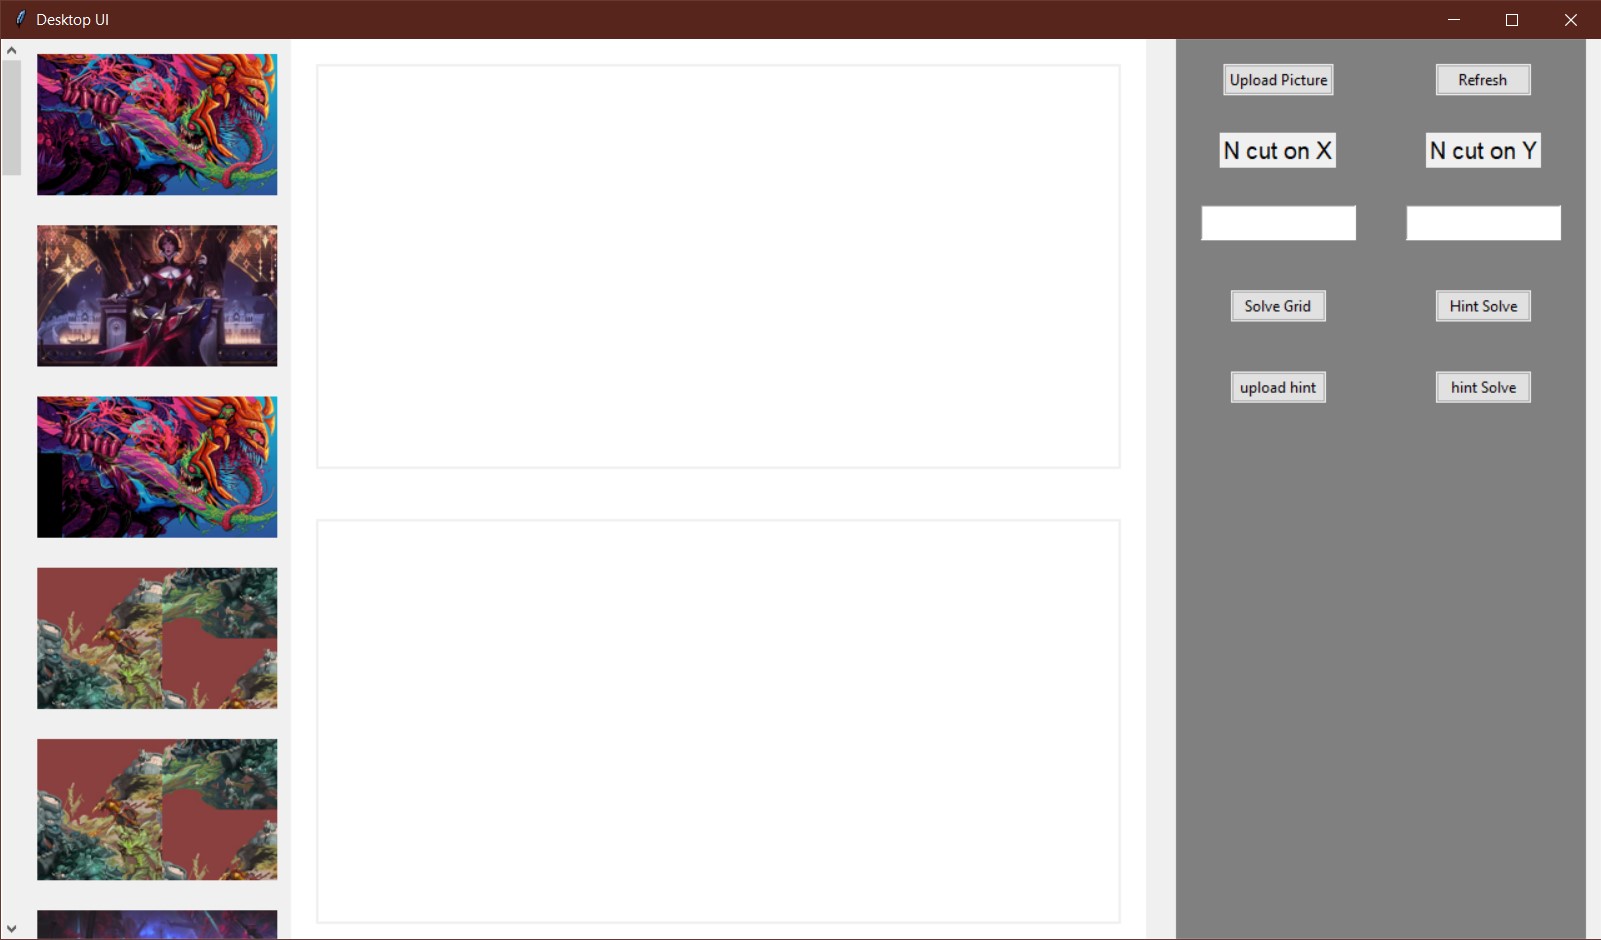 Desktop UI
Upload Picture
Refresh
N cut on X
N cut on Y
Solve Grid
Hint Solve
upload hint
hint Solve